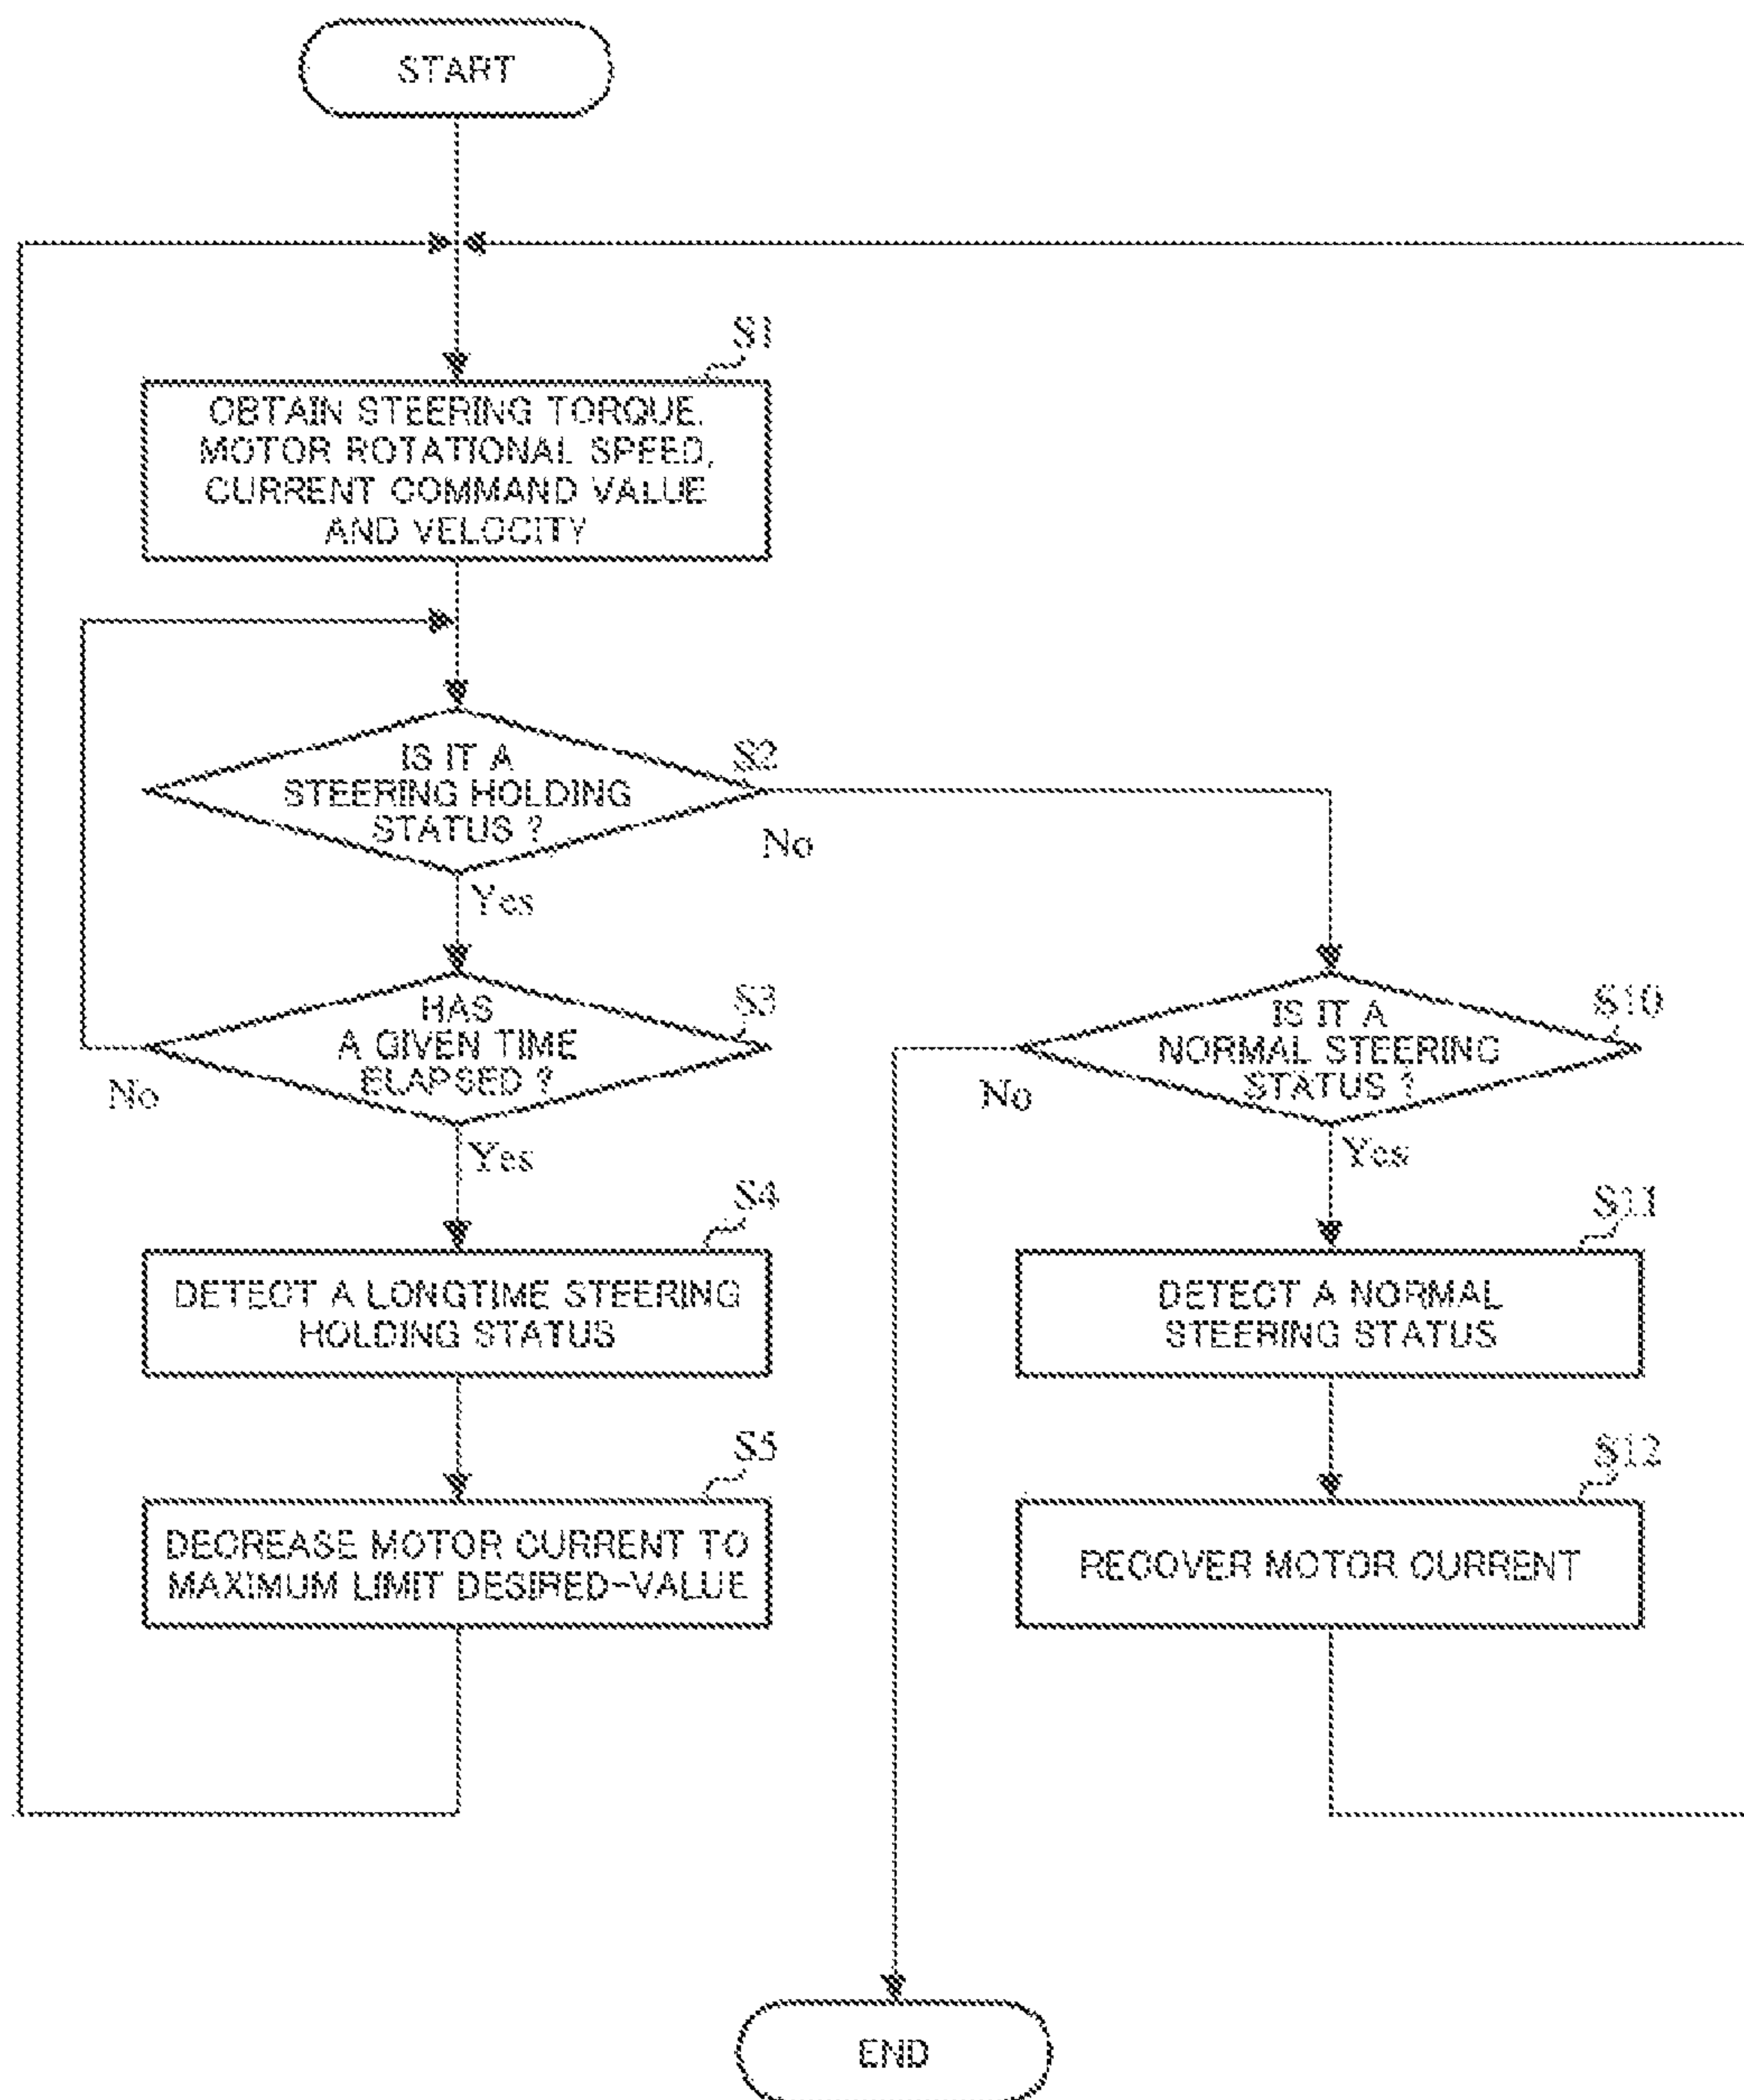 START
S1
OBTAIN STEERING TORQUE,
MOTOR ROTATIONAL SPEED,
CURRENT COMMAND VALUE
AND VELOCITY
IS IT A
STEERING HOLDING
STATUS ?
S2
No
Yes
HAS
A GIVEN TIME
ELAPSED ?
S3
No
Yes
IS IT A
NORMAL STEERING
STATUS ?
S10
No
Yes
S4
DETECT A LONGTIME STEERING
HOLDING STATUS
S11
DETECT A NORMAL
STEERING STATUS
S5
DECREASE MOTOR CURRENT TO
MAXIMUM LIMIT DESIRED-VALUE
S12
RECOVER MOTOR CURRENT
END